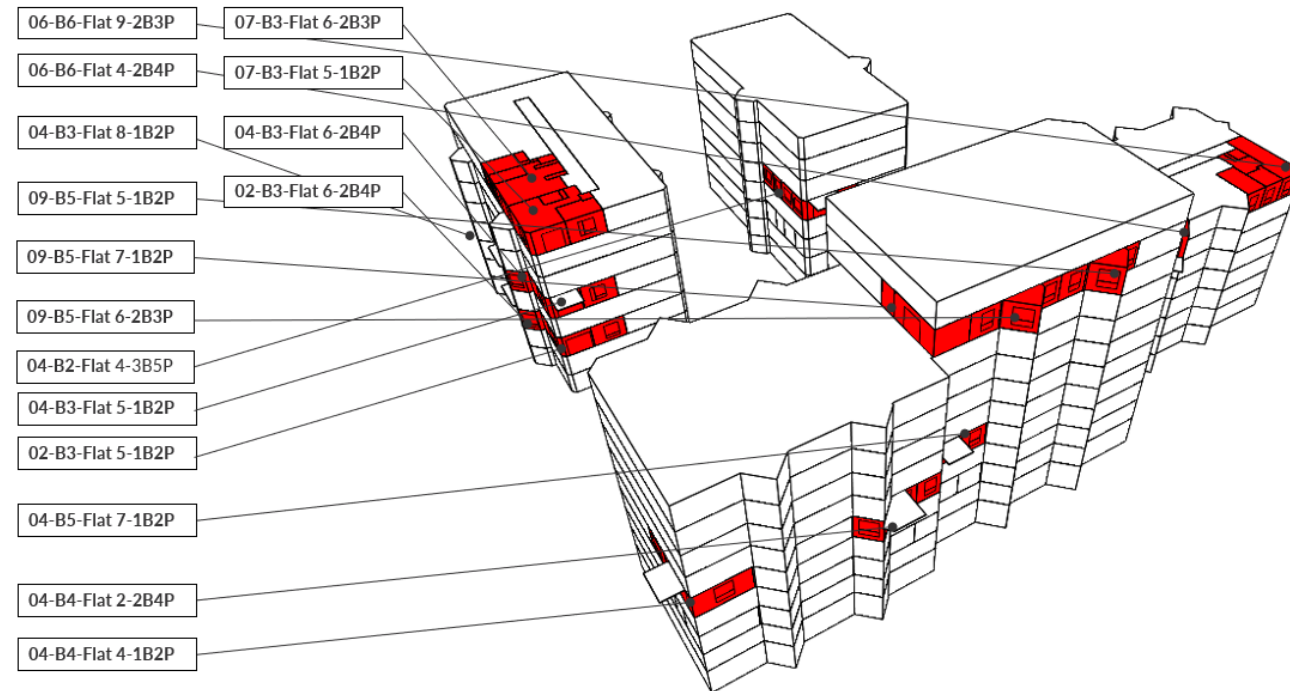 06-B6-Flat 9-2B3P
07-B3-Flat 6-2B3P
06-B6-Flat 4-2B4P
07-B3-Flat 5-1B2P
04-B3-Flat 8-1B2P
04-B3-Flat 6-2B4P
09-B5-Flat 5-1B2P
02-B3-Flat 6-2B4P
09-B5-Flat 7-1B2P
09-B5-Flat 6-2B3P
04-B2-Flat 4-3B5P
04-B3-Flat 5-1B2P
02-B3-Flat 5-1B2P
04-B5-Flat 7-1B2P
04-B4-Flat 2-2B4P
04-B4-Flat 4-1B2P